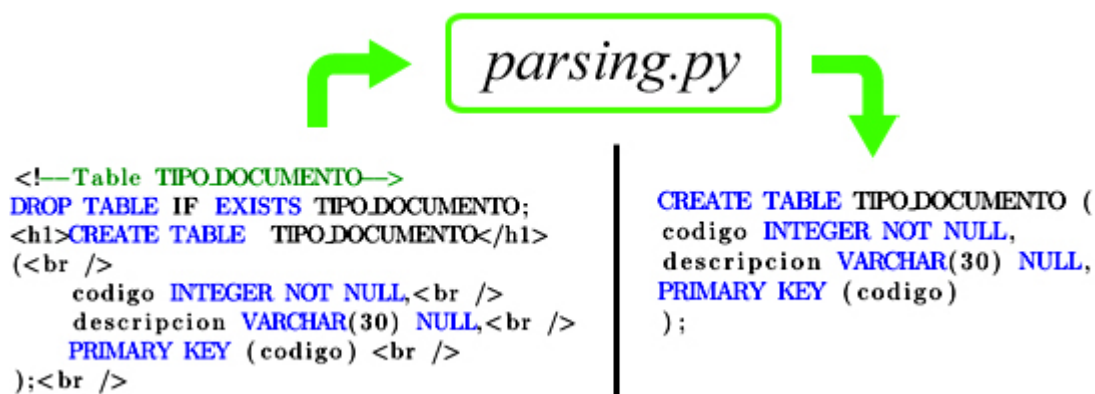 parsing.py
<!--Table TIPO_DOCUMENTO-->
DROP TABLE IF EXISTS TIPO_DOCUMENTO;
<h1>CREATE TABLE  TIPO_DOCUMENTO</h1>
(<br />
    codigo INTEGER NOT NULL,<br />
    descripcion VARCHAR(30) NULL,<br />
    PRIMARY KEY (codigo) <br />
);<br />
CREATE TABLE TIPO_DOCUMENTO (
codigo INTEGER NOT NULL,
descripcion VARCHAR(30) NULL,
PRIMARY KEY (codigo)
);